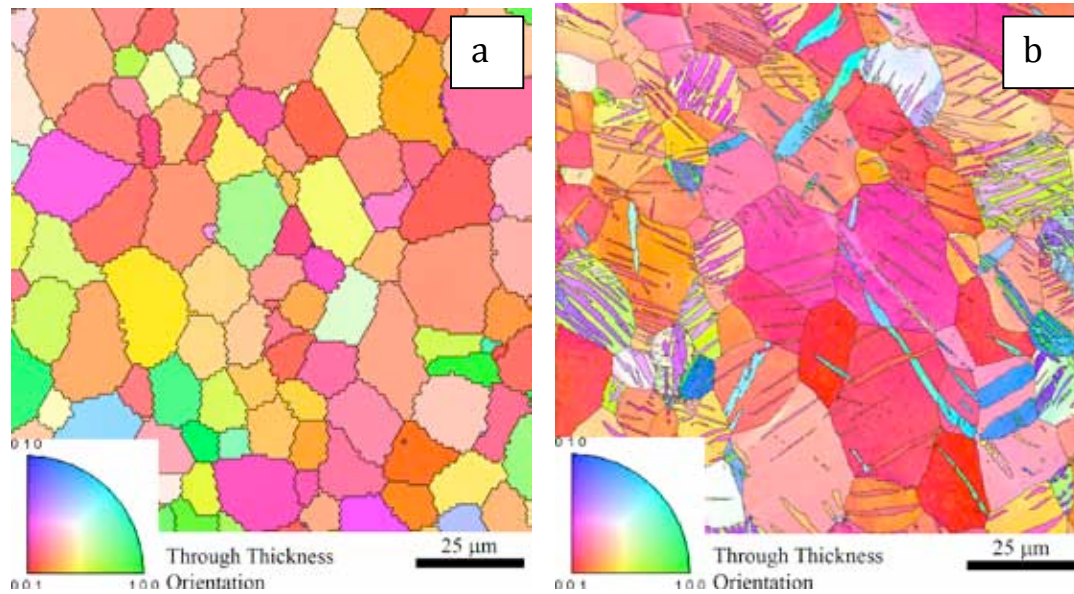 a
0 1 0
0 0 1
1 0 0
Through Thickness
Orientation
25 μm
b
0 1 0
0 0 1
1 0 0
Through Thickness
Orientation
25 μm